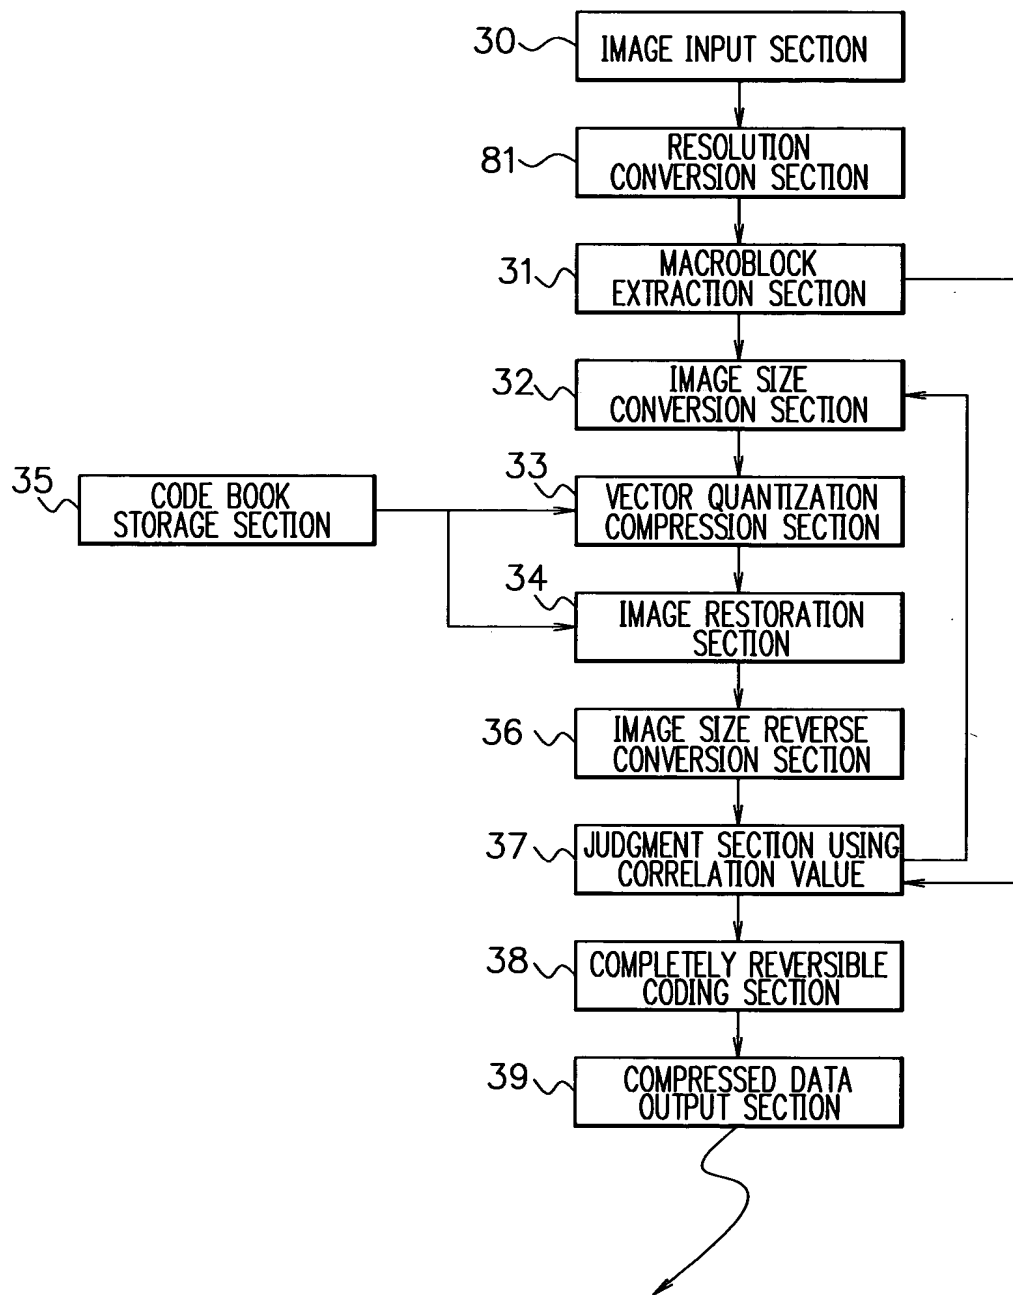 30
IMAGE INPUT SECTION
81
RESOLUTION
CONVERSION SECTION
31
MACROBLOCK
EXTRACTION SECTION
32
IMAGE SIZE
CONVERSION SECTION
35
CODE BOOK
STORAGE SECTION
33
VECTOR QUANTIZATION
COMPRESSION SECTION
34
IMAGE RESTORATION
SECTION
36
IMAGE SIZE REVERSE
CONVERSION SECTION
37
JUDGMENT SECTION USING
CORRELATION VALUE
38
COMPLETELY REVERSIBLE
CODING SECTION
39
COMPRESSED DATA
OUTPUT SECTION